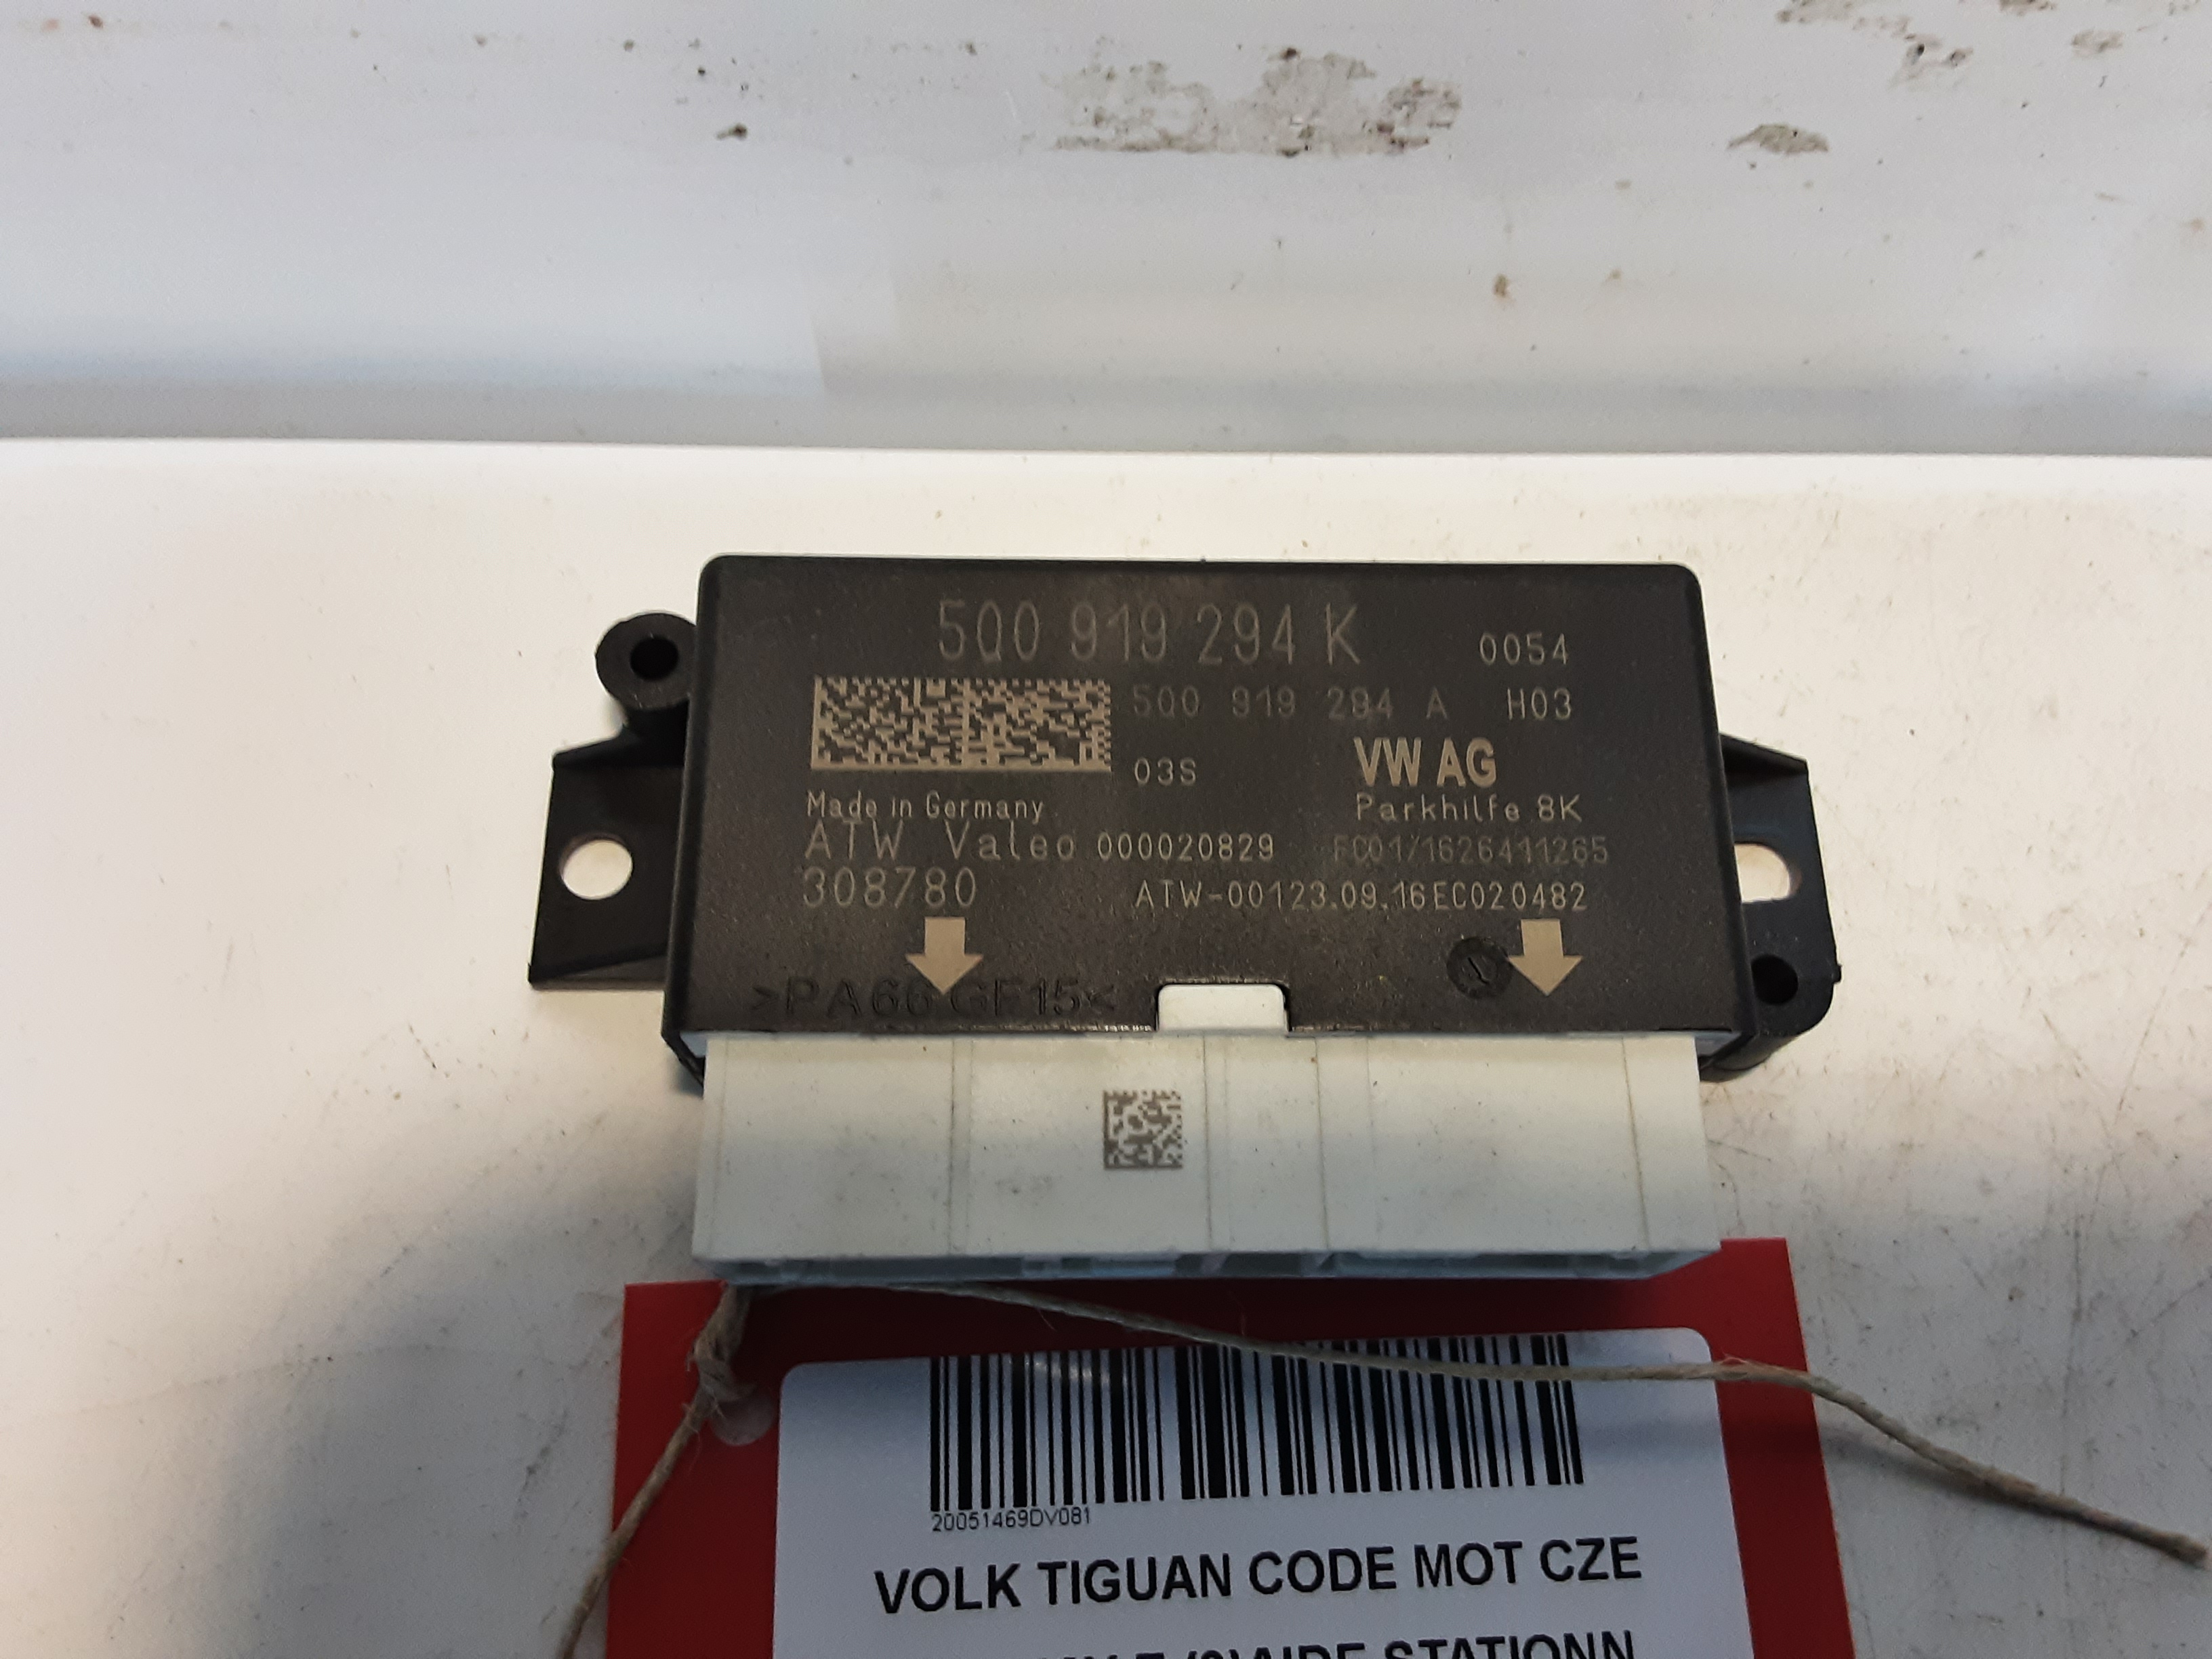 5Q0 919 294 K 0054
5Q0 919 294 A H03
03S VW AG
Made in Germany Parkhilfe 8K
ATW Valeo 000020829 FC01/1626411265
308780 ATW-00123.09.16EC020482
>PA66 GF15<
20051469DV081
VOLK TIGUAN CODE MOT CZE
STATIONN